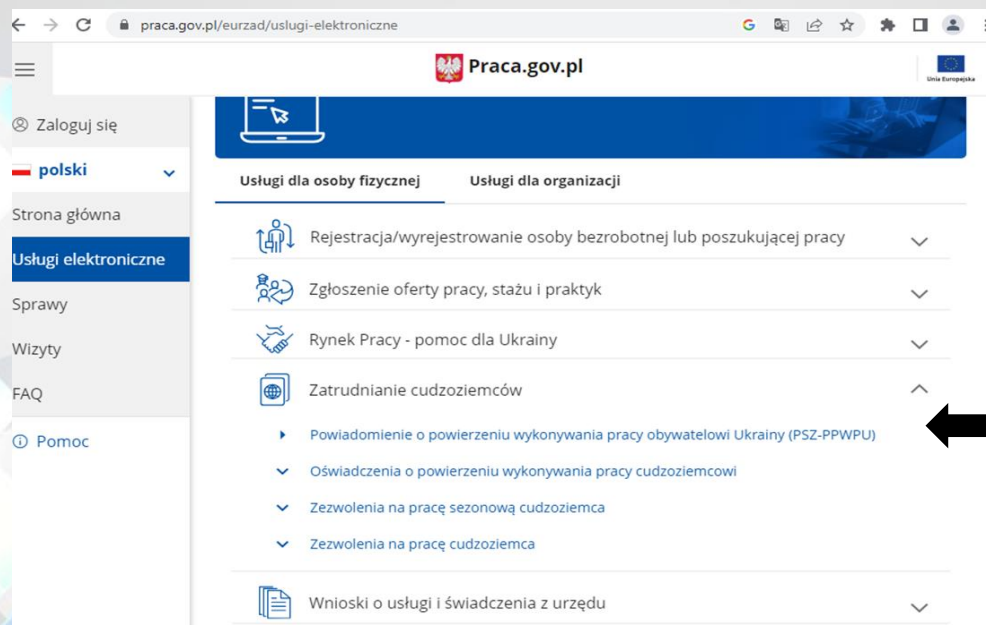 praca.gov.pl/eurzad/uslugi-elektroniczne
Praca.gov.pl
Unia Europejska
Zaloguj się
polski
Strona główna
Usługi elektroniczne
Sprawy
Wizyty
FAQ
Pomoc
Usługi dla osoby fizycznej
Usługi dla organizacji
Rejestracja/wyrejestrowanie osoby bezrobotnej lub poszukującej pracy
Zgłoszenie oferty pracy, stażu i praktyk
Rynek Pracy - pomoc dla Ukrainy
Zatrudnianie cudzoziemców
Powiadomienie o powierzeniu wykonywania pracy obywatelowi Ukrainy (PSZ-PPWPU)
Oświadczenia o powierzeniu wykonywania pracy cudzoziemcowi
Zezwolenia na pracę sezonową cudzoziemca
Zezwolenia na pracę cudzoziemca
Wnioski o usługi i świadczenia z urzędu